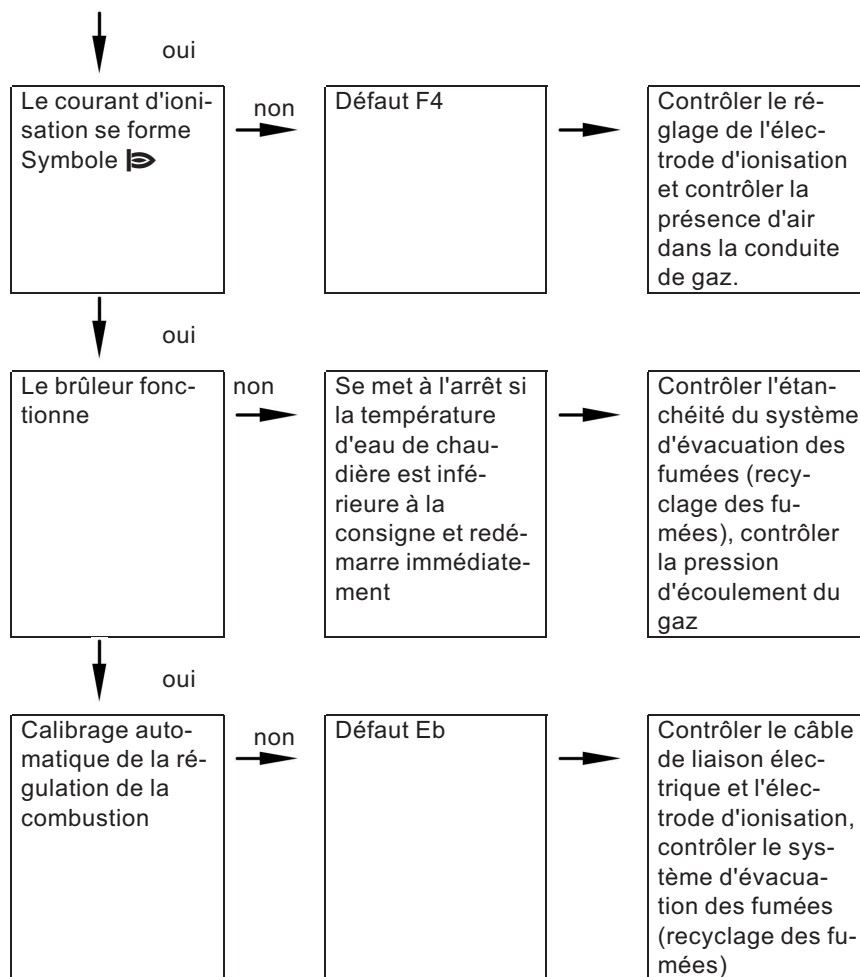 oui
Le courant d'ioni-
sation se forme
Symbole
non
Défaut F4
Contrôler le ré-
glage de l'élec-
trode d'ionisation
et contrôler la
présence d'air
dans la conduite
de gaz.
oui
Le brûleur fonc-
tionne
non
Se met à l'arrêt si
la température
d'eau de chau-
dière est infé-
rieure à la
consigne et redé-
marre immédiate-
ment
Contrôler l'étan-
chéité du système
d'évacuation des
fumées (recy-
clage des fu-
mées), contrôler
la pression
d'écoulement du
gaz
oui
Calibrage auto-
matique de la ré-
gulation de la
combustion
non
Défaut Eb
Contrôler le câble
de liaison élec-
trique et l'élec-
trode d'ionisation,
contrôler le sys-
tème d'évacua-
tion des fumées
(recyclage des fu-
mées)